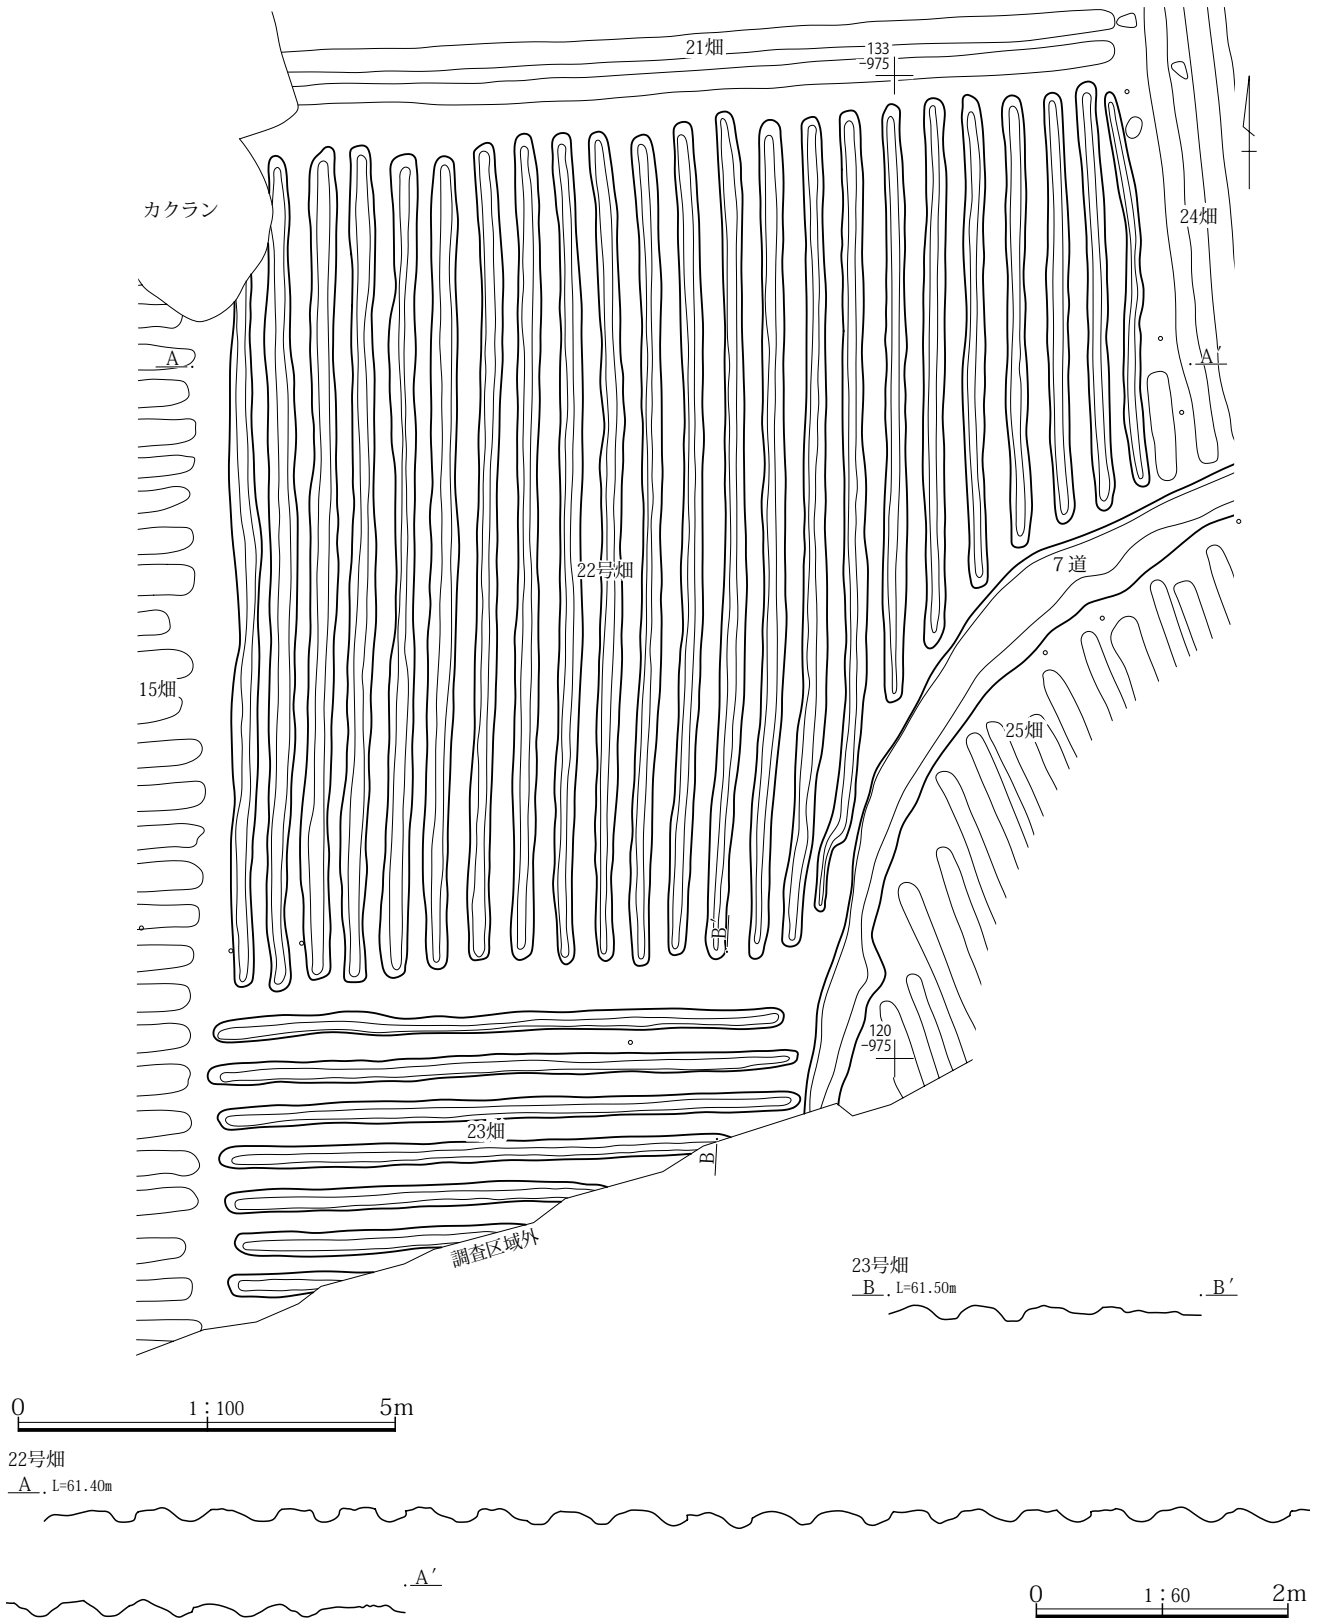 21畑
133
-975
カクラン
24畑
A
A′
22号畑
7道
15畑
25畑
B′
120
-975
23畑
B
調査区域外
23号畑
B L=61.50m B′
0 1：100 5m
22号畑
A L=61.40m
A′
0 1：60 2m